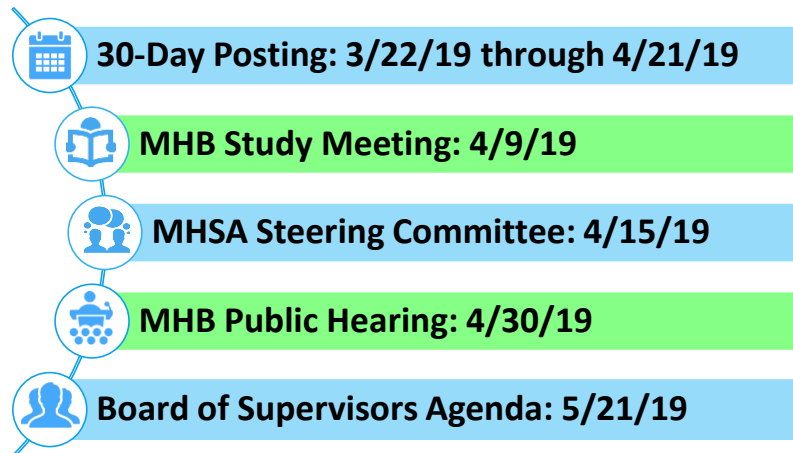 30-Day Posting: 3/22/19 through 4/21/19
MHB Study Meeting: 4/9/19
MHSA Steering Committee: 4/15/19
MHB Public Hearing: 4/30/19
Board of Supervisors Agenda: 5/21/19